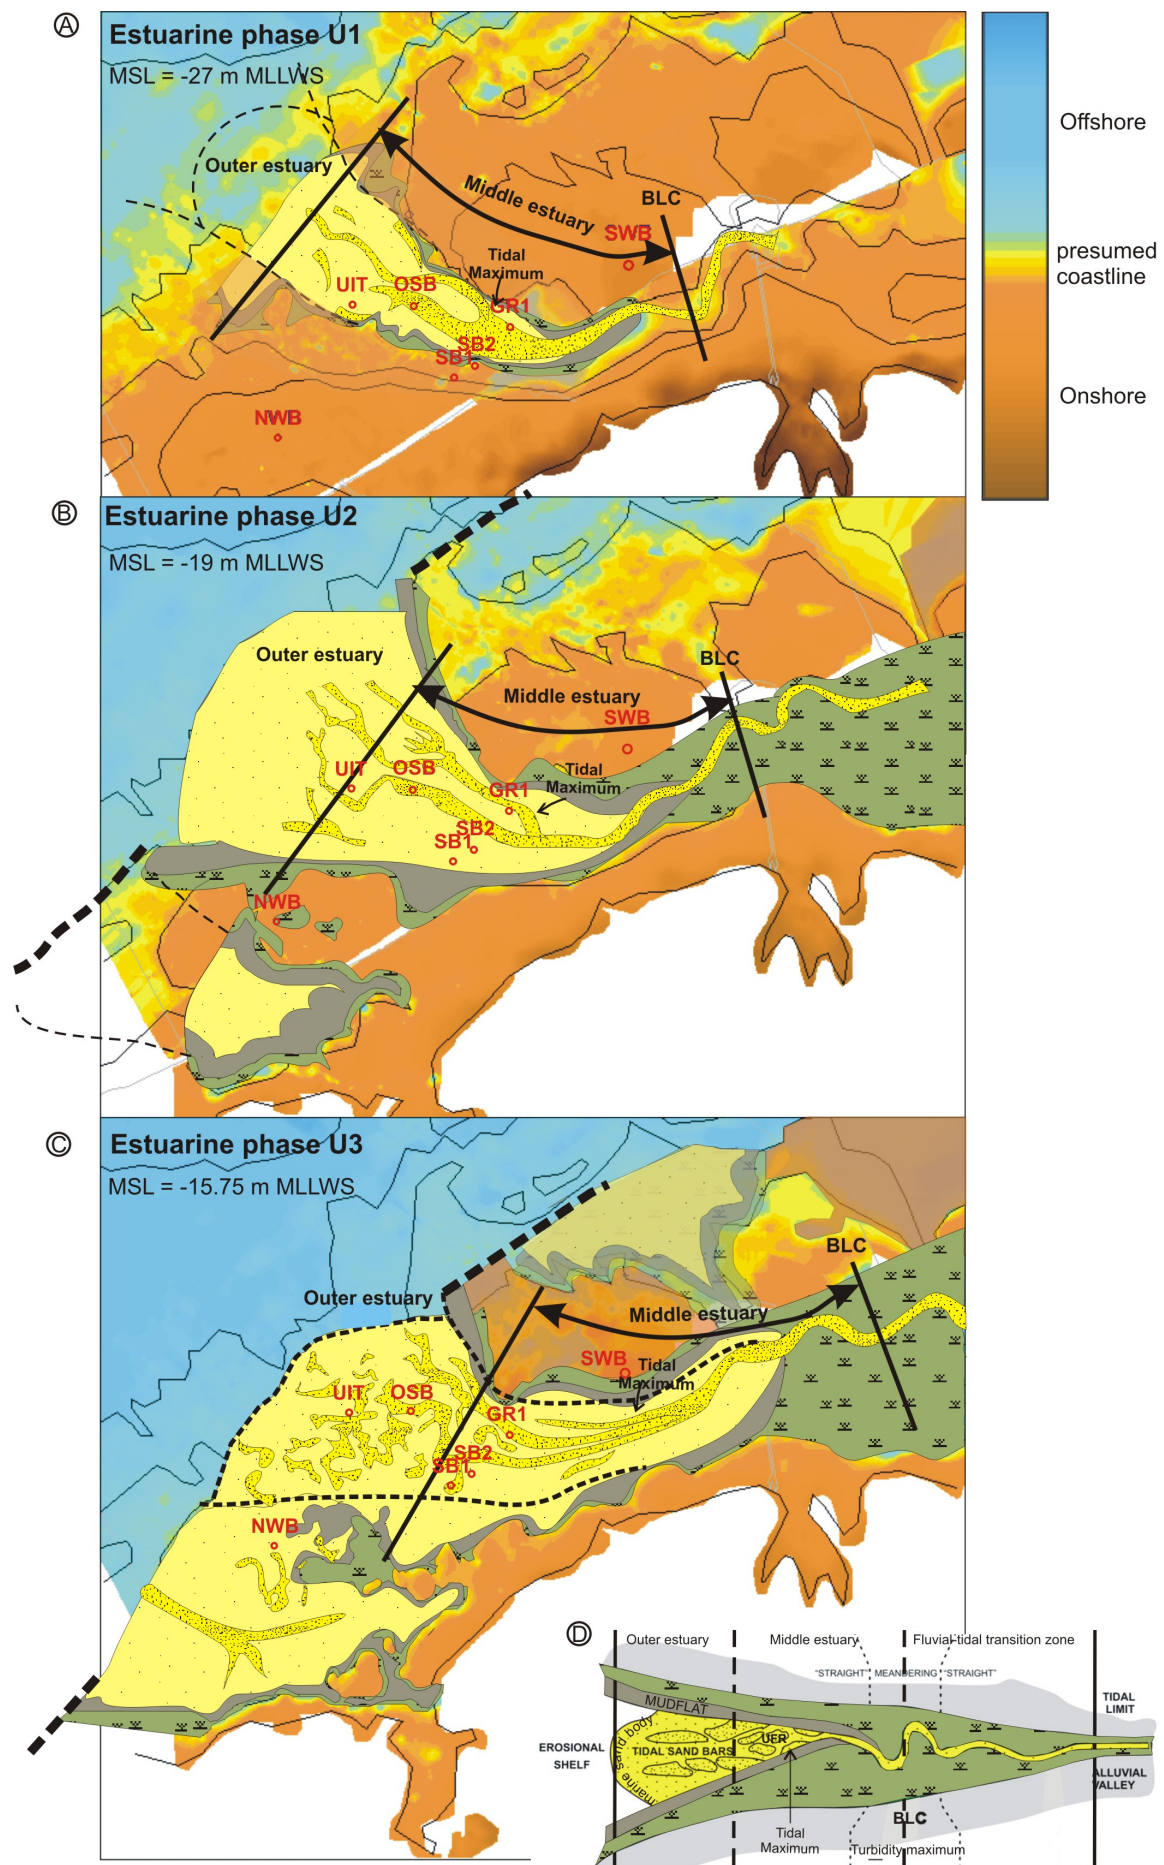 A
Estuarine phase U1
MSL = -27 m MLLWS
Outer estuary
Middle estuary
BLC
SWB
Tidal
Maximum
UIT
OSB
GR1
SB2
SB1
NWB
Offshore
presumed
coastline
Onshore
B
Estuarine phase U2
MSL = -19 m MLLWS
Outer estuary
BLC
Middle estuary
SWB
UIT
OSB
Tidal
Maximum
GR1
SB2
SB1
NWB
C
Estuarine phase U3
MSL = -15.75 m MLLWS
BLC
Outer estuary
Middle estuary
SWB
Tidal
Maximum
UIT
OSB
GR1
SB2
SB1
NWB
D
Outer estuary
Middle estuary
Fluvial-tidal transition zone
"STRAIGHT"
MEANDERING
"STRAIGHT"
MUDFLAT
TIDAL
LIMIT
marine sand body
UFR
TIDAL SAND BARS
EROSIONAL
SHELF
ALLUVIAL
VALLEY
BLC
Tidal
Maximum
Turbidity maximum